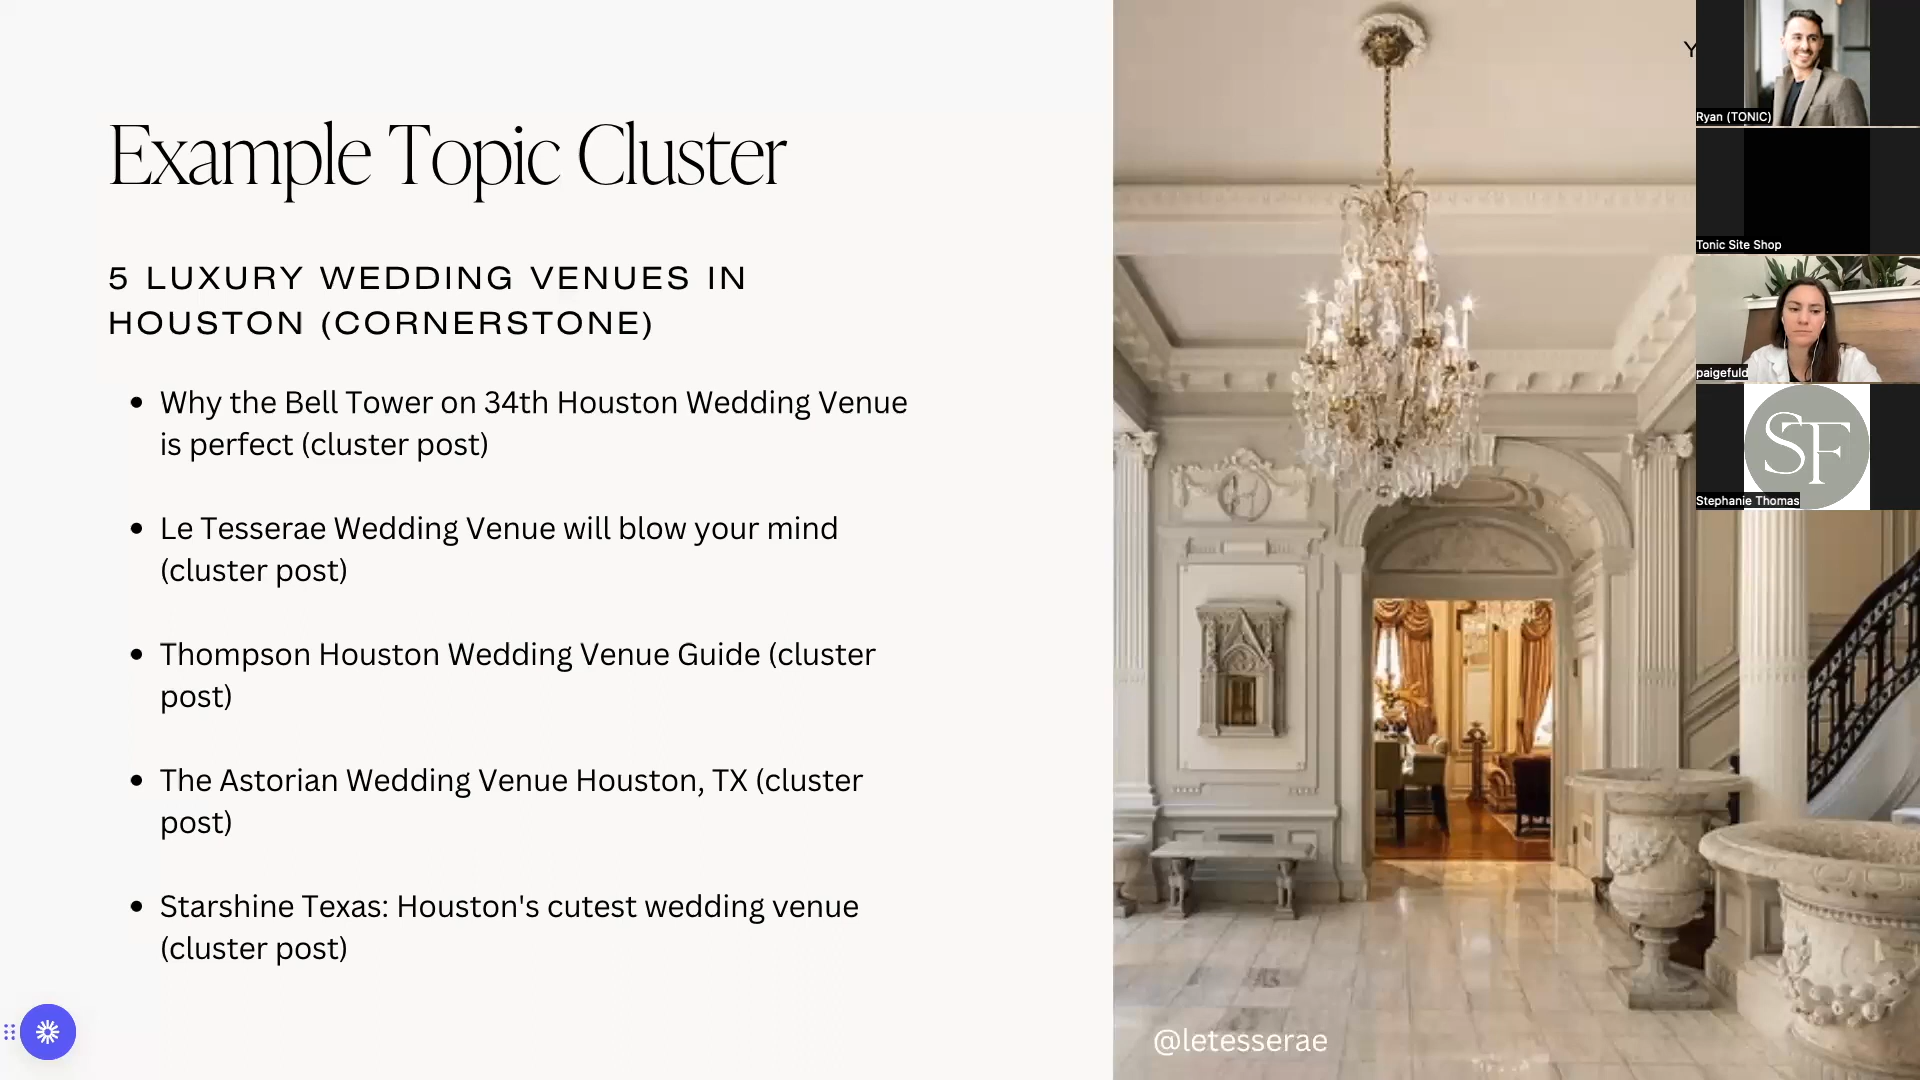 Example Topic Cluster
5 LUXURY WEDDING VENUES IN
HOUSTON (CORNERSTONE)
Why the Bell Tower on 34th Houston Wedding Venue
is perfect (cluster post)
Le Tesserae Wedding Venue will blow your mind
(cluster post)
Thompson Houston Wedding Venue Guide (cluster
post)
The Astorian Wedding Venue Houston, TX (cluster
post)
Starshine Texas: Houston's cutest wedding venue
(cluster post)
@letesserae
Y
Ryan (TONIC)
Tonic Site Shop
paigefuld
SF
Stephanie Thomas